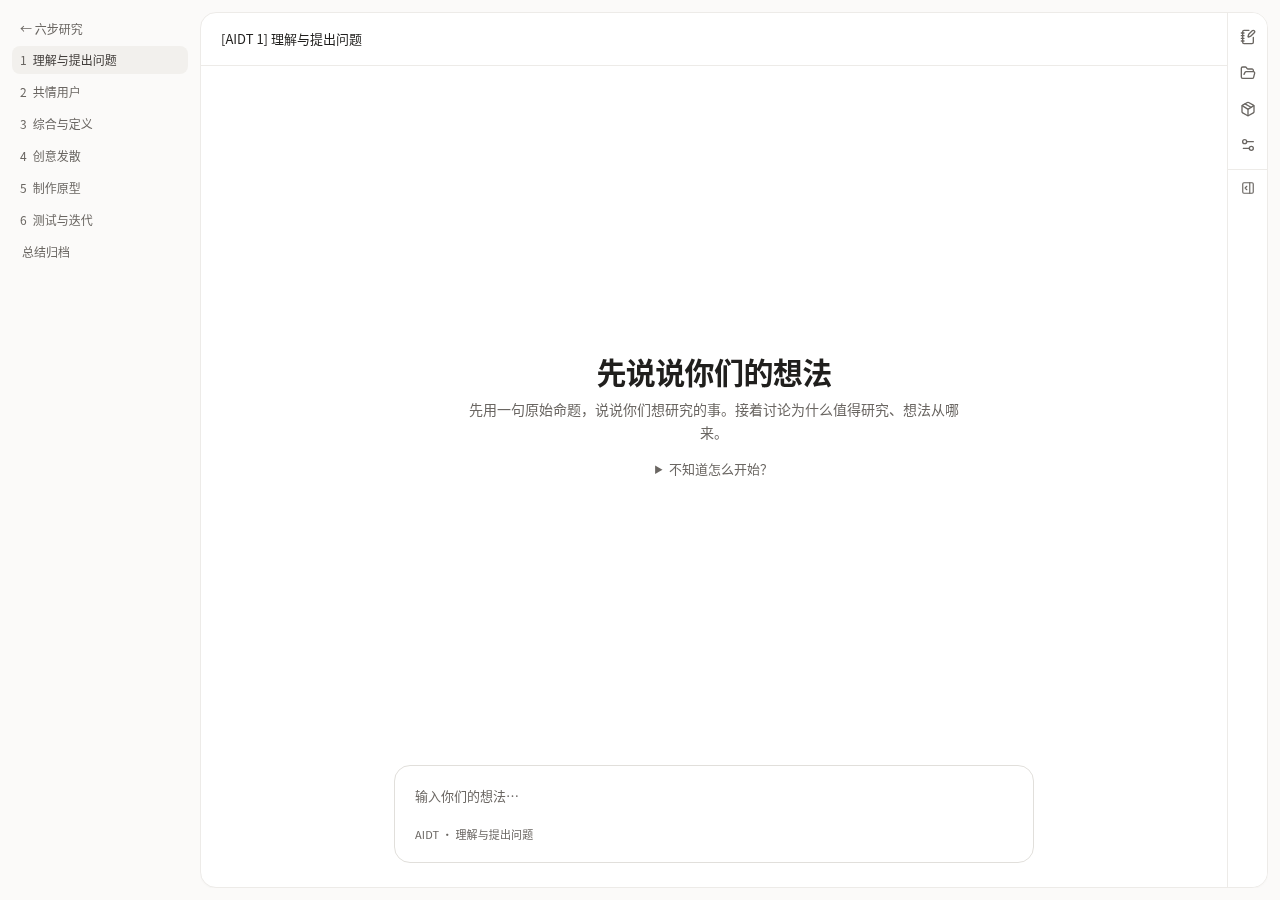 ← 六步研究
1 理解与提出问题
2 共情用户
3 综合与定义
4 创意发散
5 制作原型
6 测试与迭代
总结归档
[AIDT 1] 理解与提出问题
先说说你们的想法
先用一句原始命题，说说你们想研究的事。接着讨论为什么值得研究、想法从哪
来。
▶ 不知道怎么开始？
输入你们的想法…
AIDT · 理解与提出问题